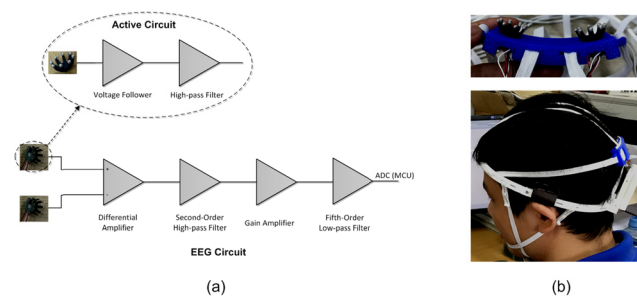 Active Circuit
Voltage Follower
High-pass Filter
+
−
ADC (MCU)
Differential
Amplifier
Second-Order
High-pass Filter
Gain Amplifier
Fifth-Order
Low-pass Filter
EEG Circuit
(a)
(b)